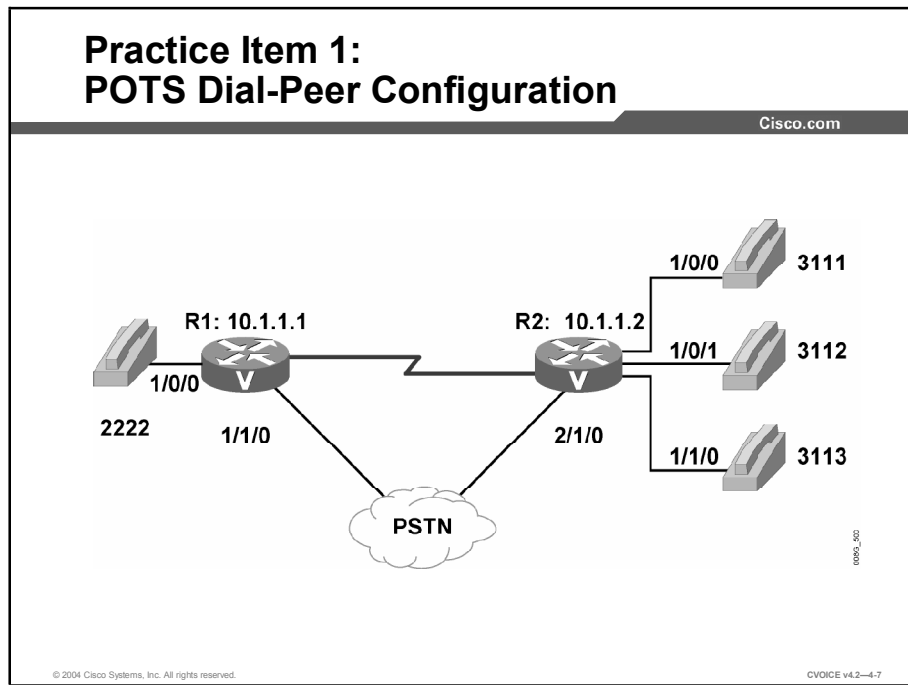 Practice Item 1:
POTS Dial-Peer Configuration
Cisco.com
1/0/0
3111
R1: 10.1.1.1
R2: 10.1.1.2
1/0/1
3112
V
V
1/0/0
2222
1/1/0
2/1/0
1/1/0
3113
PSTN
© 2004 Cisco Systems, Inc. All rights reserved.
CVOICE v4.2—4-7